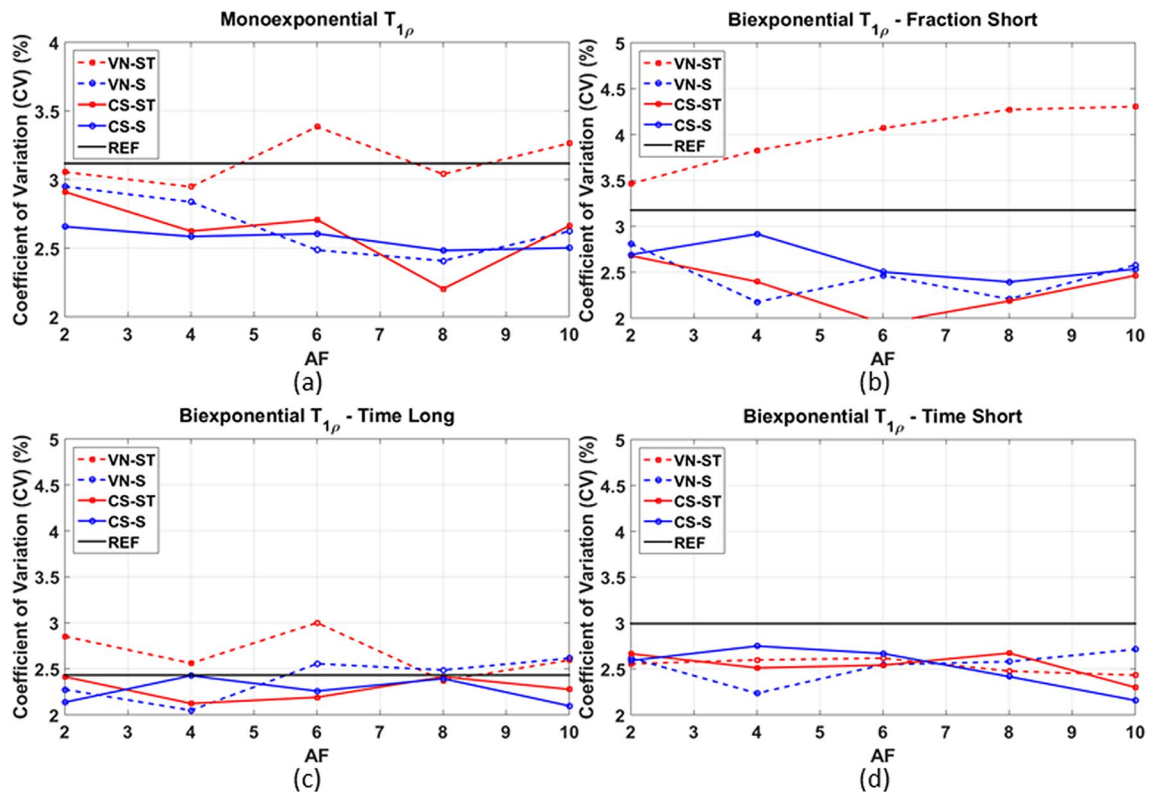 Monoexponential T1ρ
Coefficient of Variation (CV) (%)
4
3.5
3
2.5
2
VN-ST
VN-S
CS-ST
CS-S
REF
2 3 4 5 6 7 8 9 10
AF
(a)
Biexponential T1ρ - Fraction Short
Coefficient of Variation (CV) (%)
5
4.5
4
3.5
3
2.5
2
VN-ST
VN-S
CS-ST
CS-S
REF
2 3 4 5 6 7 8 9 10
AF
(b)
Biexponential T1ρ - Time Long
Coefficient of Variation (CV) (%)
5
4.5
4
3.5
3
2.5
2
VN-ST
VN-S
CS-ST
CS-S
REF
2 3 4 5 6 7 8 9 10
AF
(c)
Biexponential T1ρ - Time Short
Coefficient of Variation (CV) (%)
5
4.5
4
3.5
3
2.5
2
VN-ST
VN-S
CS-ST
CS-S
REF
2 3 4 5 6 7 8 9 10
AF
(d)